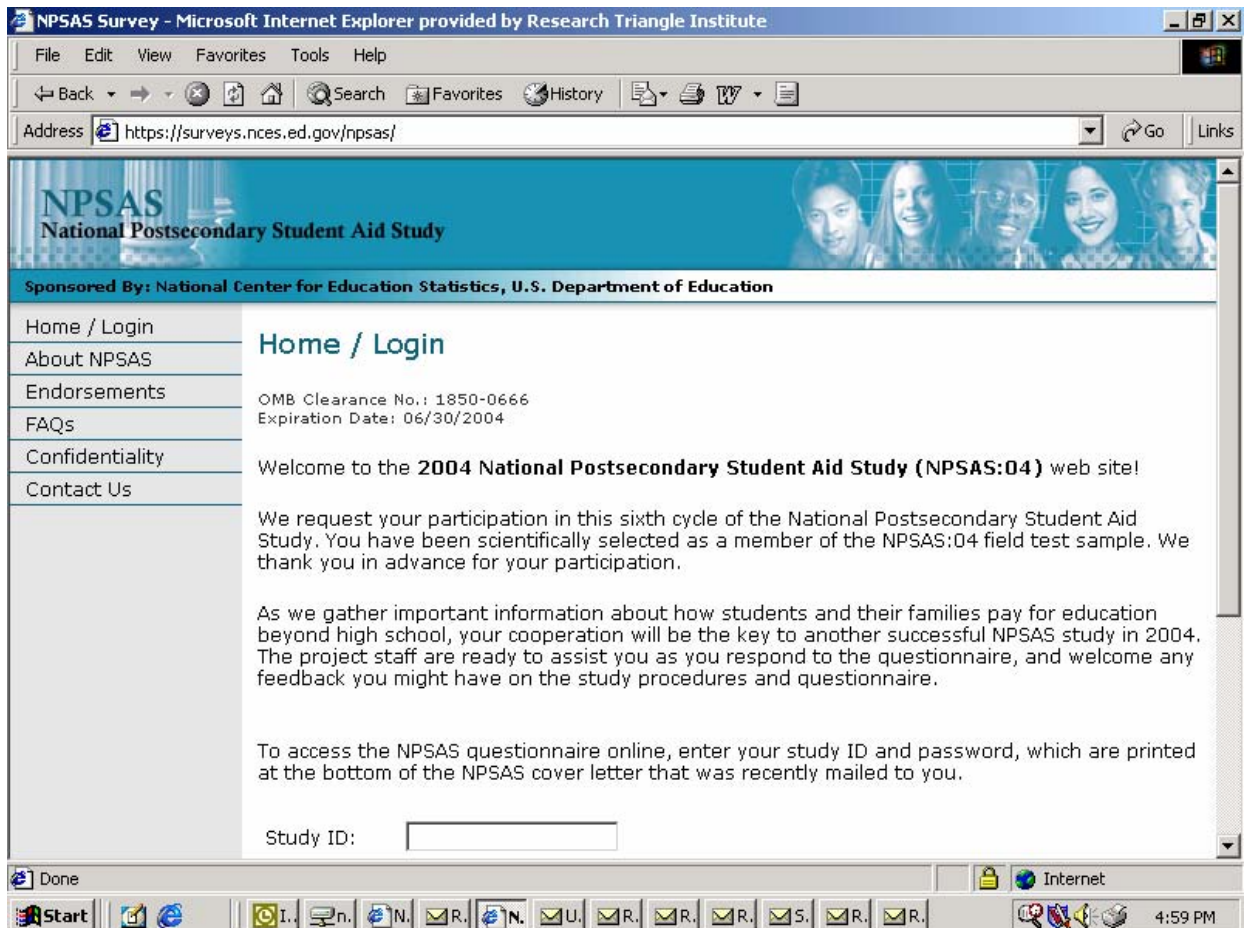 NPSAS Survey - Microsoft Internet Explorer provided by Research Triangle Institute
File Edit View Favorites Tools Help
Back Search Favorites History
Address https://surveys.nces.ed.gov/npsas/ Go Links
NPSAS
National Postsecondary Student Aid Study
Sponsored By: National Center for Education Statistics, U.S. Department of Education
Home / Login
About NPSAS
Endorsements
FAQs
Confidentiality
Contact Us
Home / Login
OMB Clearance No.: 1850-0666
Expiration Date: 06/30/2004
Welcome to the 2004 National Postsecondary Student Aid Study (NPSAS:04) web site!
We request your participation in this sixth cycle of the National Postsecondary Student Aid
Study. You have been scientifically selected as a member of the NPSAS:04 field test sample. We
thank you in advance for your participation.
As we gather important information about how students and their families pay for education
beyond high school, your cooperation will be the key to another successful NPSAS study in 2004.
The project staff are ready to assist you as you respond to the questionnaire, and welcome any
feedback you might have on the study procedures and questionnaire.
To access the NPSAS questionnaire online, enter your study ID and password, which are printed
at the bottom of the NPSAS cover letter that was recently mailed to you.
Study ID:
Done Internet
Start I.. n. N. R. N. U. R. R. R. S. R. R. 4:59 PM